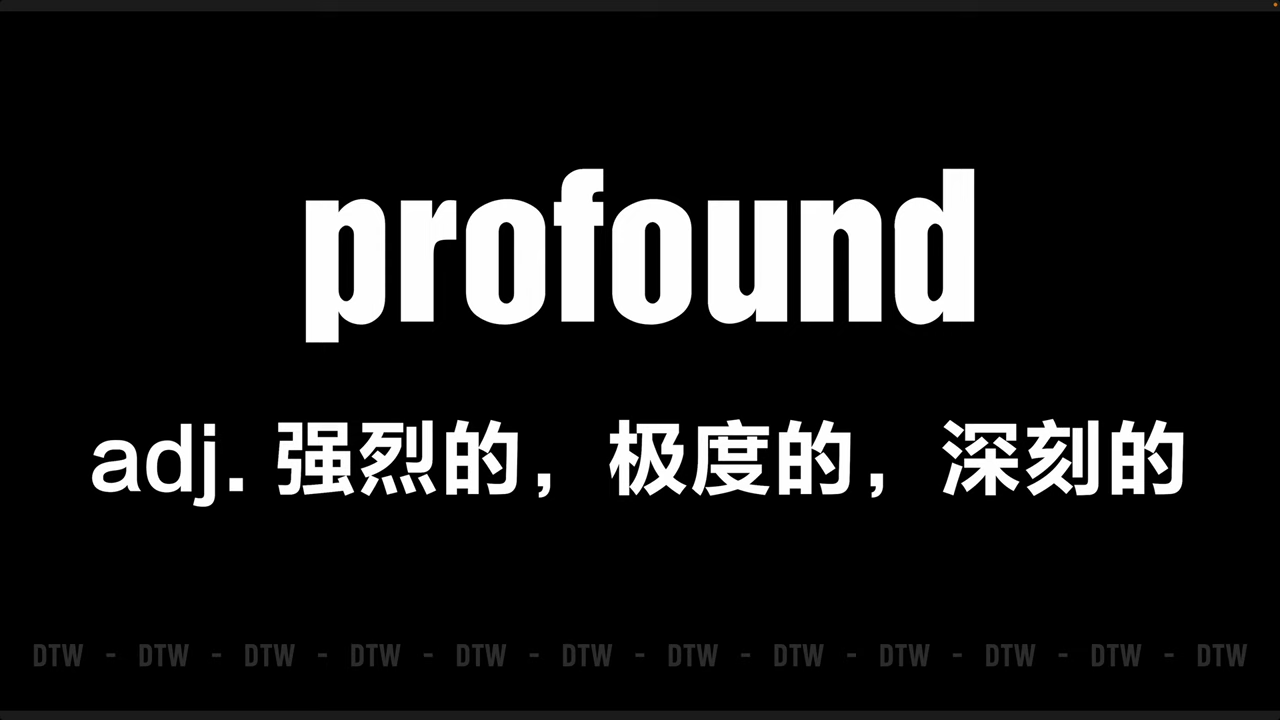 profound
adj. 强烈的，极度的，深刻的
DTW - DTW - DTW - DTW - DTW - DTW - DTW - DTW - DTW - DTW - DTW - DTW